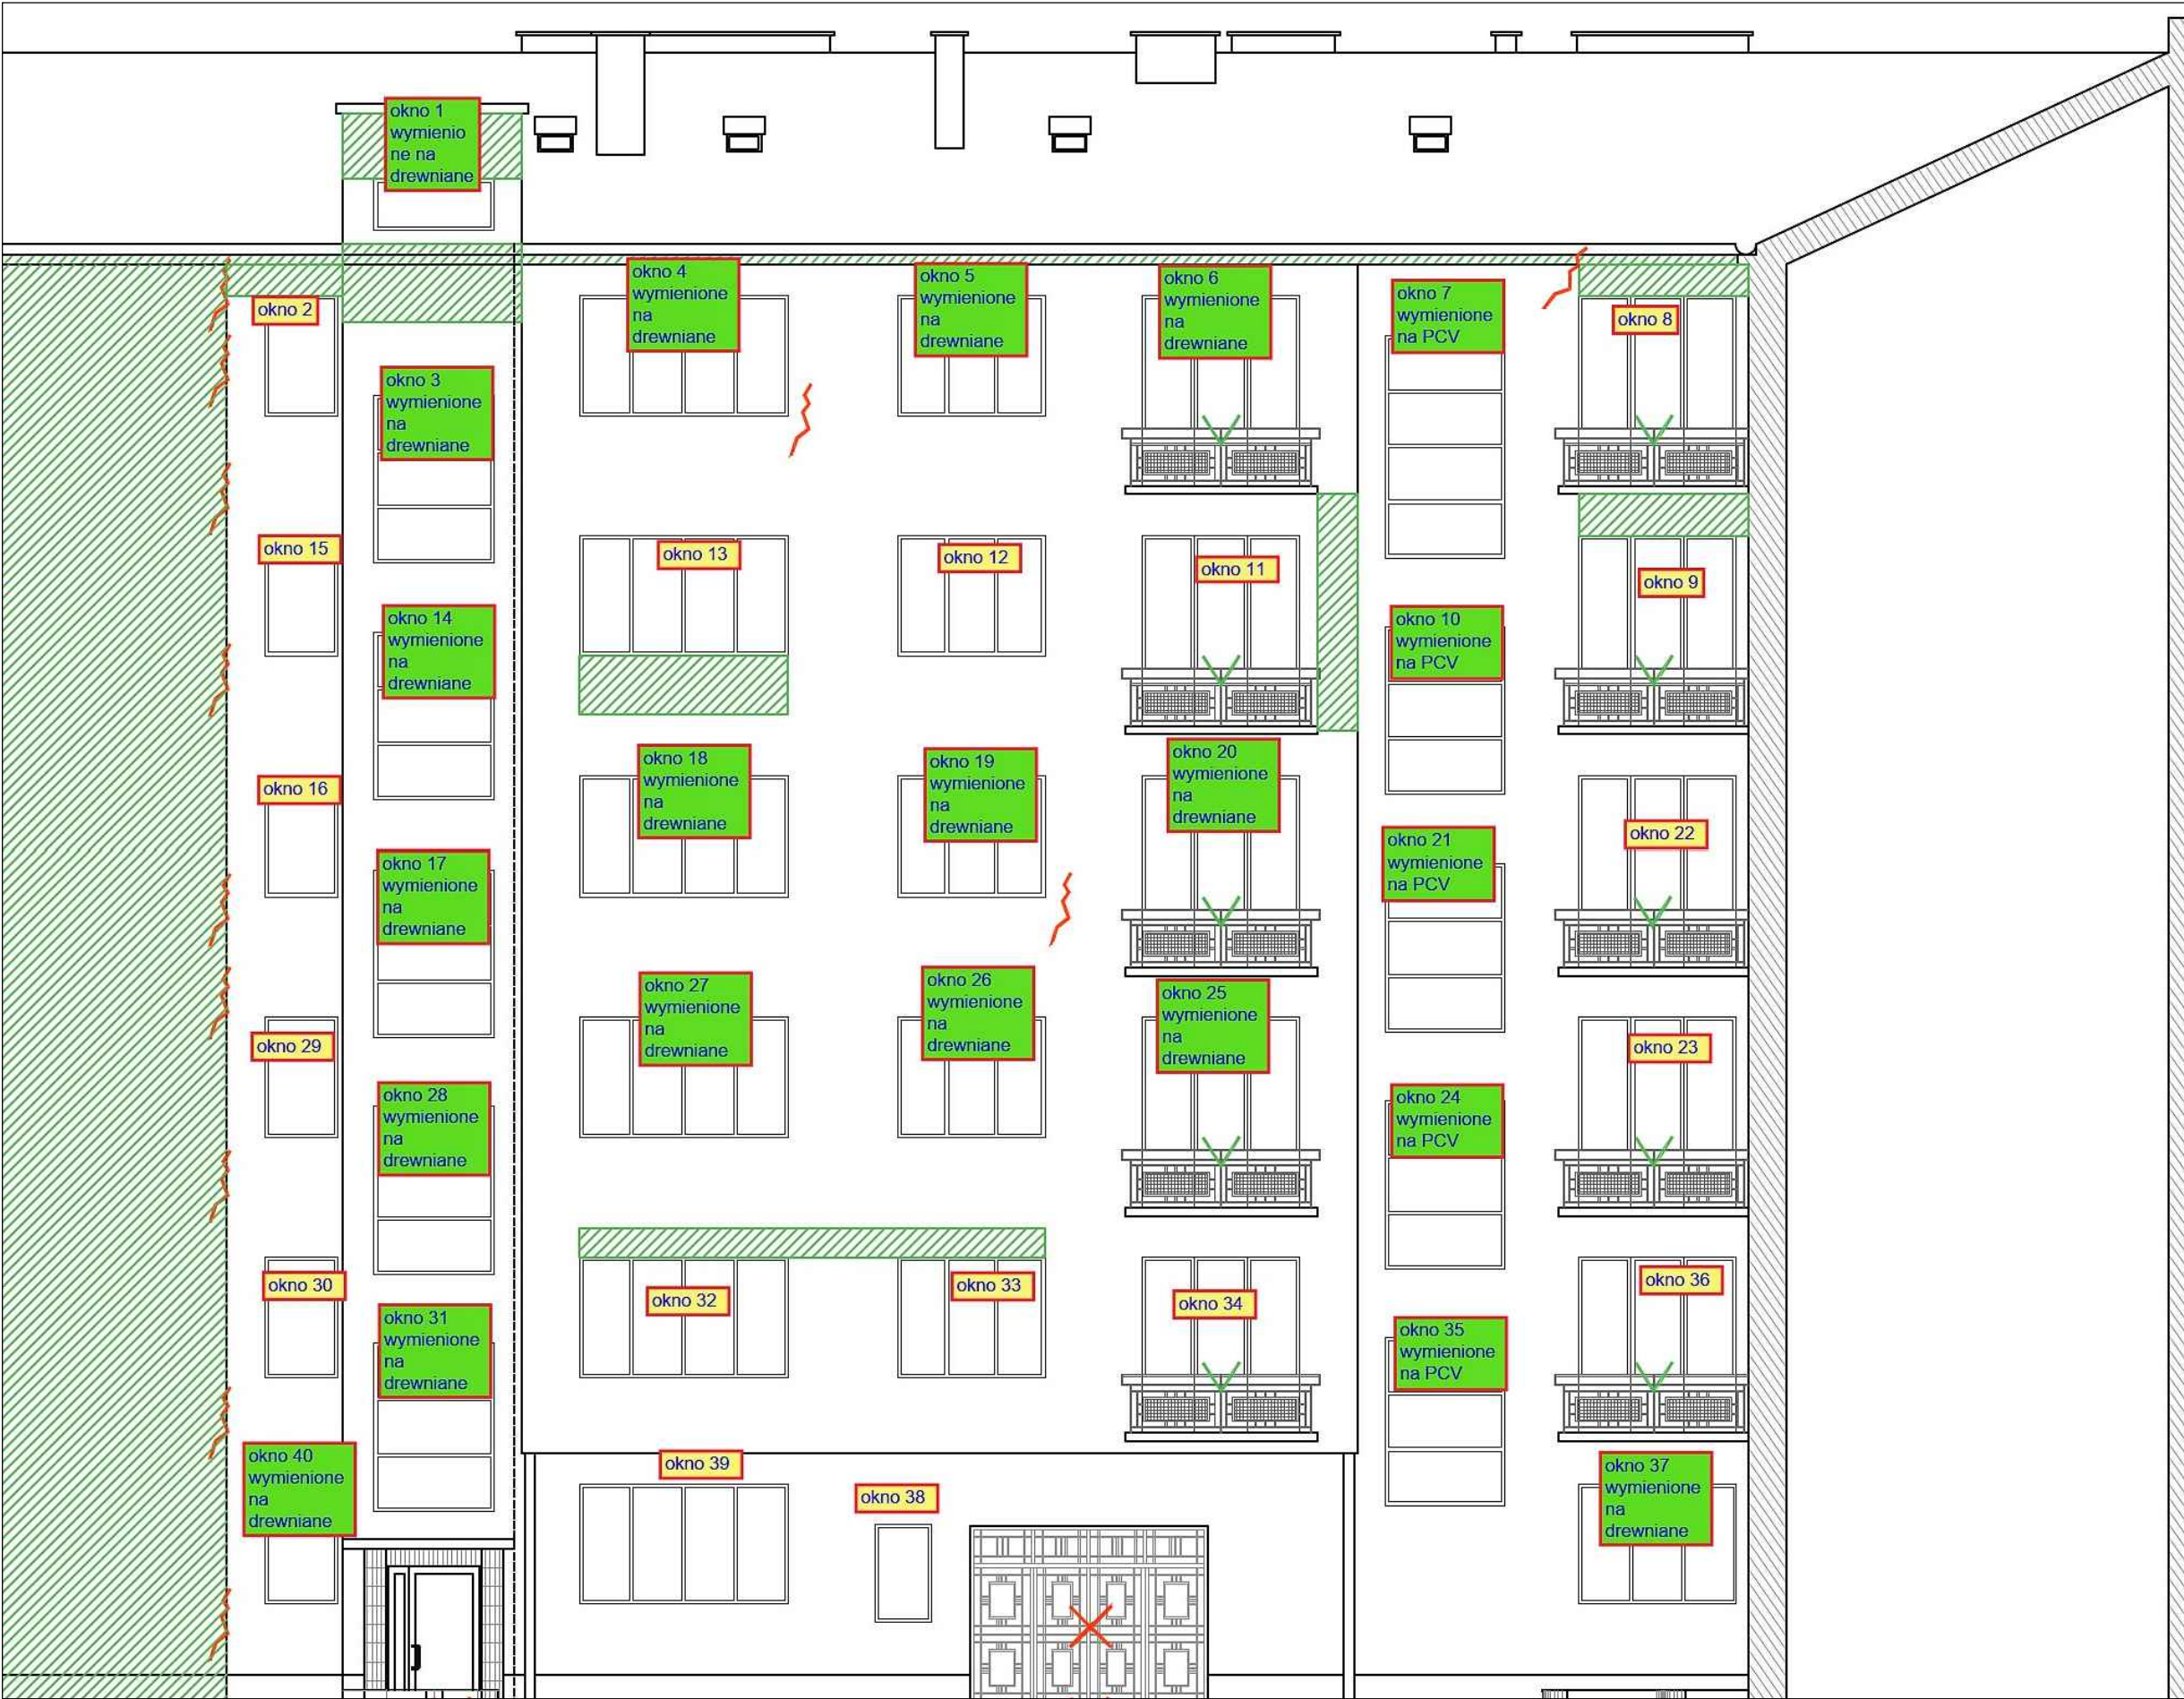 okno 1
wymienio
ne na
drewniane
okno 2
okno 3
wymienione
na
drewniane
okno 4
wymienione
na
drewniane
okno 5
wymienione
na
drewniane
okno 6
wymienione
na
drewniane
okno 7
wymienione
na PCV
okno 8
okno 15
okno 14
wymienione
na
drewniane
okno 13
okno 12
okno 11
okno 10
wymienione
na PCV
okno 9
okno 16
okno 17
wymienione
na
drewniane
okno 18
wymienione
na
drewniane
okno 19
wymienione
na
drewniane
okno 20
wymienione
na
drewniane
okno 21
wymienione
na PCV
okno 22
okno 29
okno 28
wymienione
na
drewniane
okno 27
wymienione
na
drewniane
okno 26
wymienione
na
drewniane
okno 25
wymienione
na
drewniane
okno 24
wymienione
na PCV
okno 23
okno 30
okno 31
wymienione
na
drewniane
okno 32
okno 33
okno 34
okno 35
wymienione
na PCV
okno 36
okno 40
wymienione
na
drewniane
okno 39
okno 38
okno 37
wymienione
na
drewniane